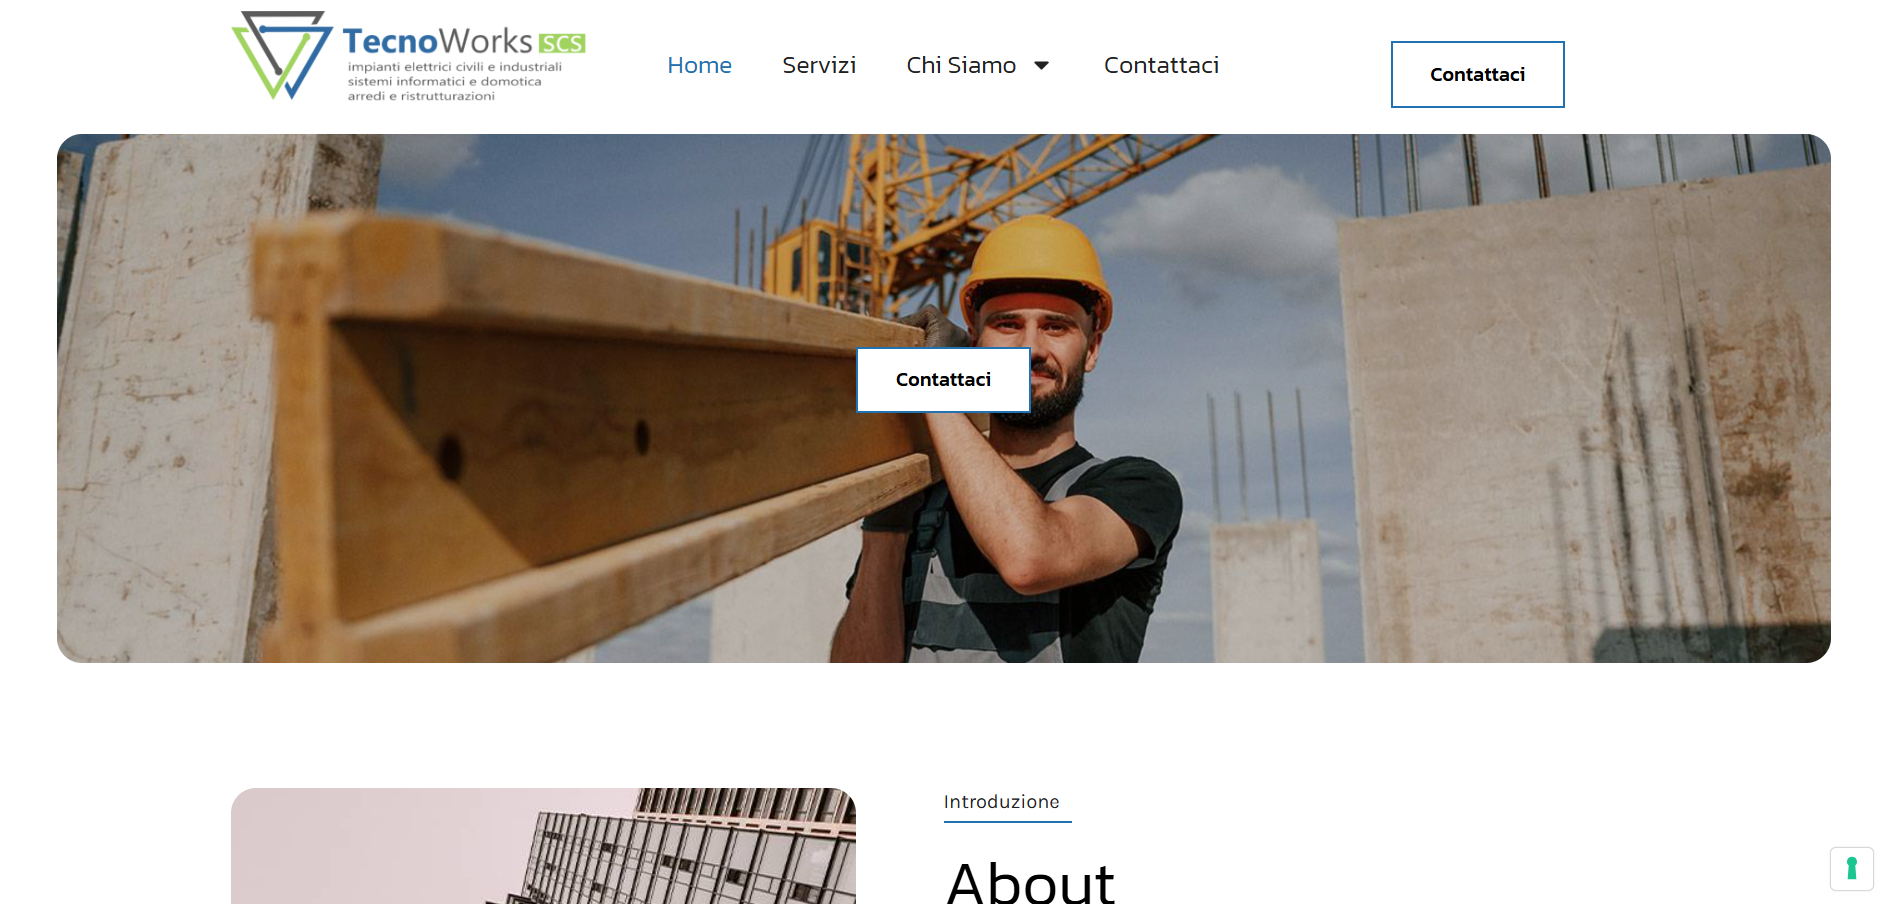 TecnoWorks SCS
impianti elettrici civili e industriali
sistemi informatici e domotica
arredi e ristrutturazioni
Home
Servizi
Chi Siamo
Contattaci
Contattaci
Contattaci
Introduzione
About